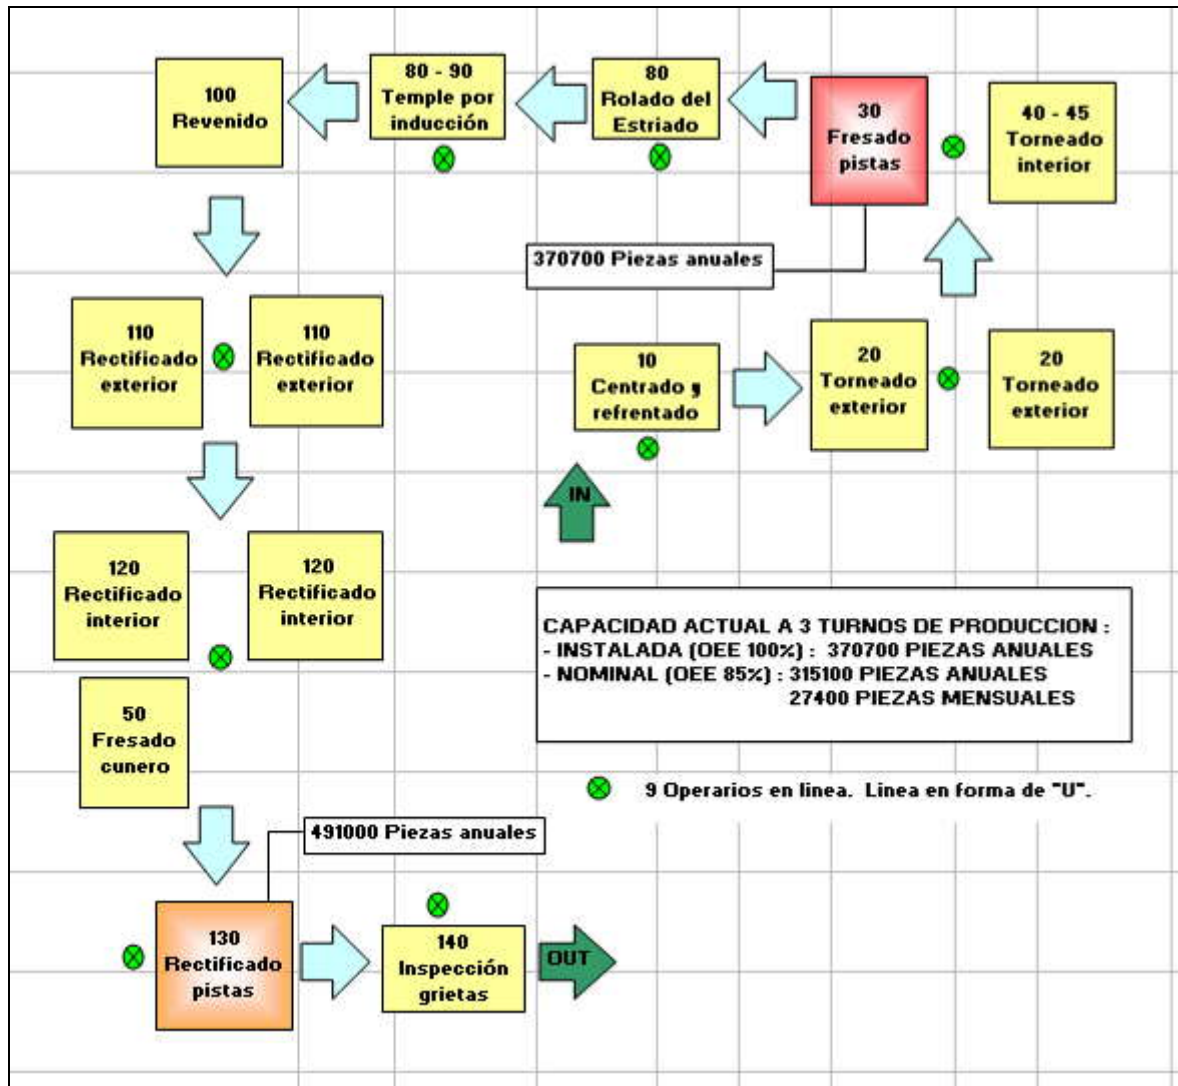 100
Revenido
80 - 90
Temple por
inducción
80
Rolado del
Estriado
30
Fresado
pistas
40 - 45
Torneado
interior
370700 Piezas anuales
110
Rectificado
exterior
110
Rectificado
exterior
10
Centrado y
refrentado
20
Torneado
exterior
20
Torneado
exterior
IN
120
Rectificado
interior
120
Rectificado
interior
CAPACIDAD ACTUAL A 3 TURNOS DE PRODUCCION :
- INSTALADA (OEE 100%) : 370700 PIEZAS ANUALES
- NOMINAL (OEE 85%) : 315100 PIEZAS ANUALES
27400 PIEZAS MENSUALES
50
Fresado
cunero
9 Operarios en linea. Linea en forma de "U".
491000 Piezas anuales
130
Rectificado
pistas
140
Inspección
grietas
OUT